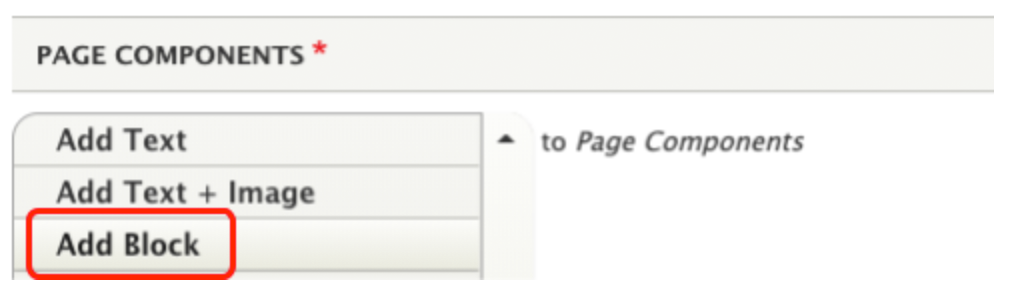 PAGE COMPONENTS *
Add Text to Page Components
Add Text + Image
Add Block